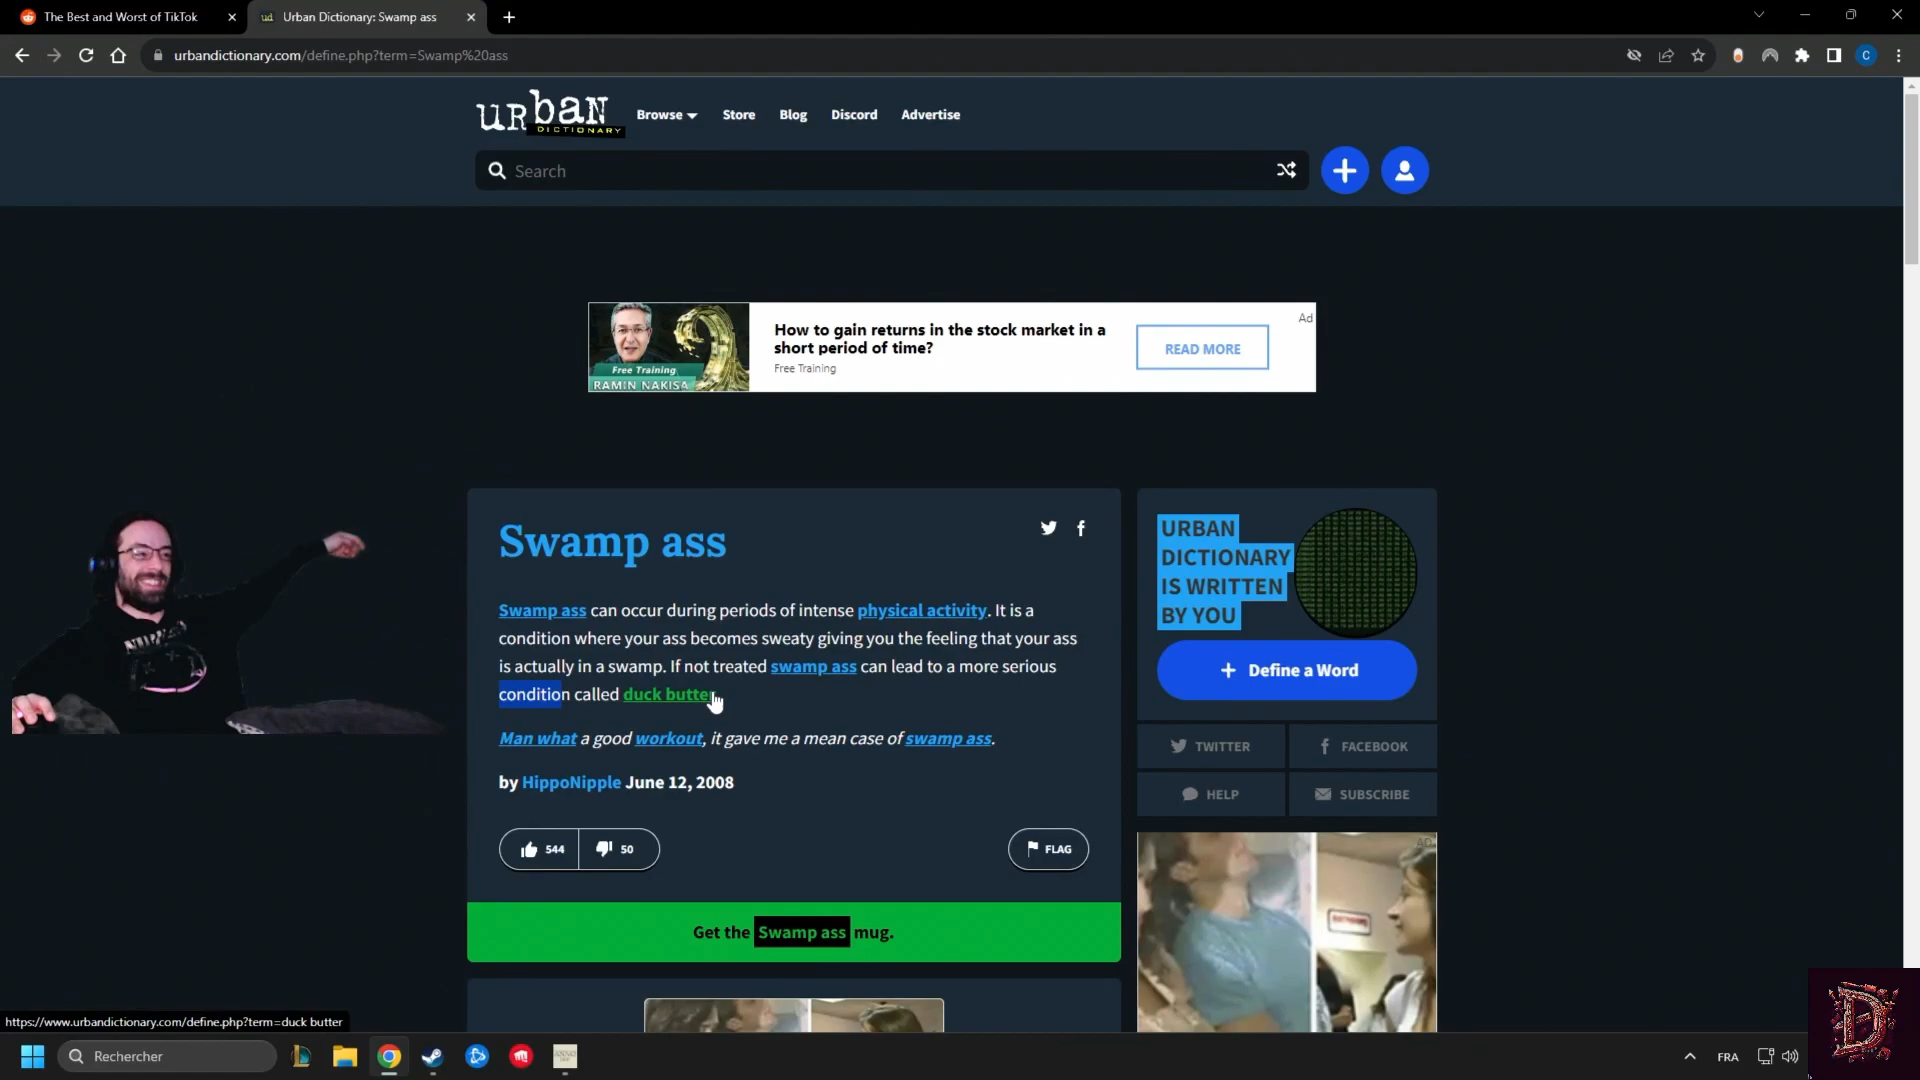 The Best and Worst of TikTok
Urban Dictionary: Swamp ass
urbandictionary.com/define.php?term=Swamp%20ass
C
urban
DICTIONARY
Browse
Store
Blog
Discord
Advertise
Search
Free Training
RAMIN NAKISA
How to gain returns in the stock market in a
short period of time?
Free Training
READ MORE
Ad
Swamp ass
Swamp ass can occur during periods of intense physical activity. It is a
condition where your ass becomes sweaty giving you the feeling that your ass
is actually in a swamp. If not treated swamp ass can lead to a more serious
condition called duck butter
Man what a good workout, it gave me a mean case of swamp ass.
by HippoNipple June 12, 2008
544
50
FLAG
Get the Swamp ass mug.
URBAN
DICTIONARY
IS WRITTEN
BY YOU
Define a Word
TWITTER
FACEBOOK
HELP
SUBSCRIBE
AD
https://www.urbandictionary.com/define.php?term=duck butter
Rechercher
FRA
D